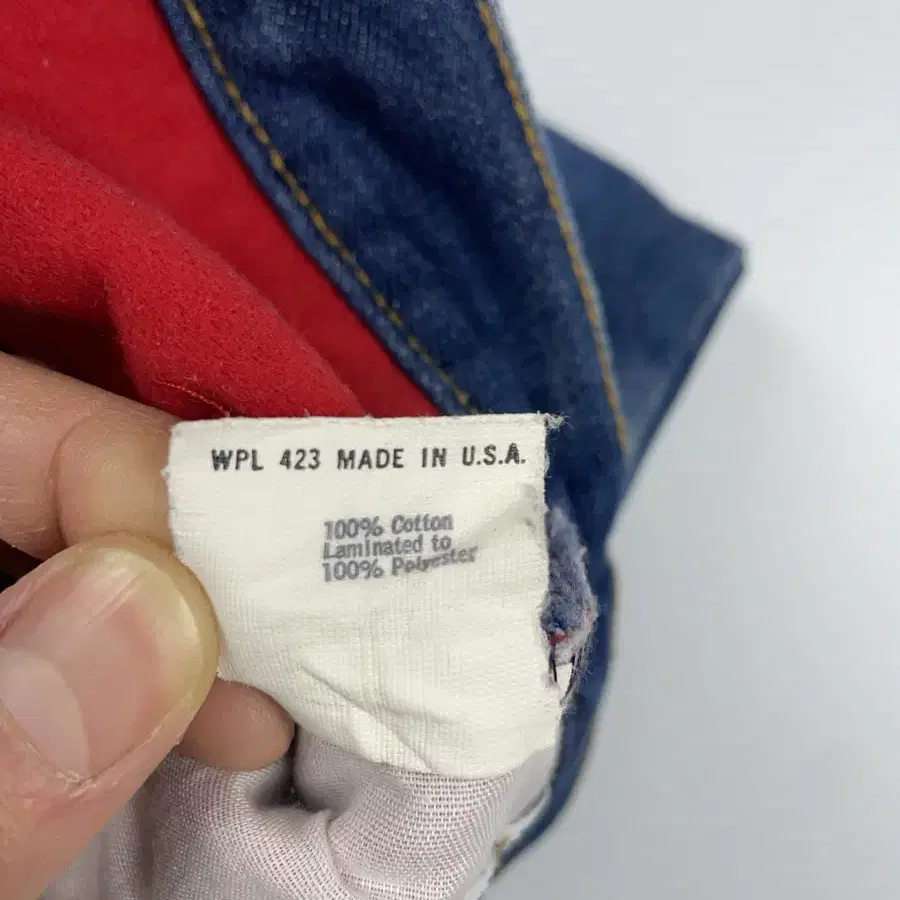 WPL 423 MADE IN U.S.A.
100% Cotton
Laminated to
100% Polyester